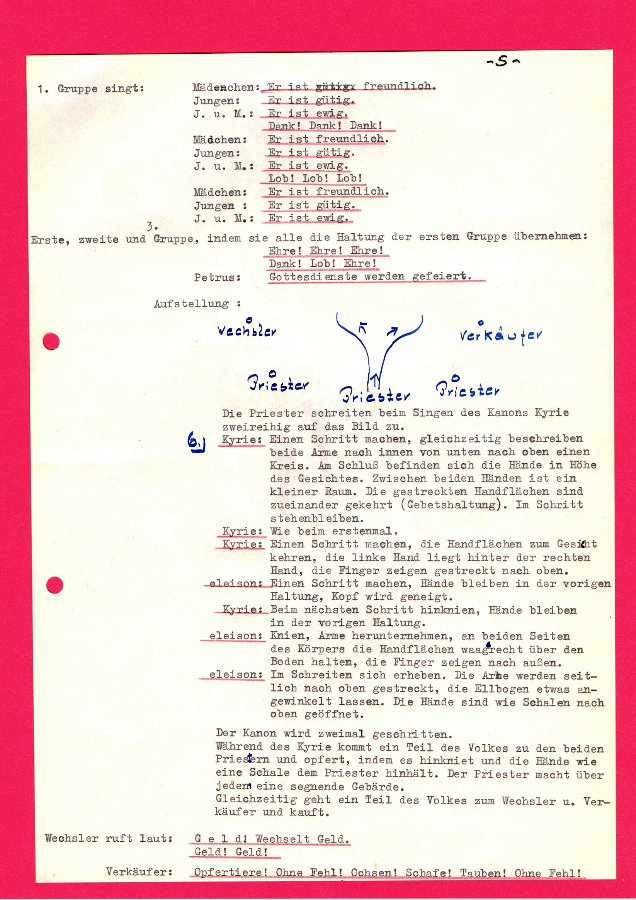 -5-
1. Gruppe singt: Mädenchen: Er ist gütigx freundlich.
Jungen: Er ist gütig.
J. u. M.: Er ist ewig.
Dank! Dank! Dank!
Mädchen: Er ist freundlich.
Jungen: Er ist gütig.
J. u. M.: Er ist ewig.
Lob! Lob! Lob!
Mädchen: Er ist freundlich.
Jungen : Er ist gütig.
J. u. M.: Er ist ewig.
3.
Erste, zweite und Gruppe, indem sie alle die Haltung der ersten Gruppe übernehmen:
Ehre! Ehre! Ehre!
Dank! Lob! Ehre!
Petrus: Gottesdienste werden gefeiert.
Aufstellung :
Wechsler Verkäufer
Priester Priester Priester
Die Priester schreiten beim Singen des Kanons Kyrie
zweireihig auf das Bild zu.
6.) Kyrie: Einen Schritt machen, gleichzeitig beschreiben
beide Arme nach innen von unten nach oben einen
Kreis. Am Schluß befinden sich die Hände in Höhe
des Gesichtes. Zwischen beiden Händen ist ein
kleiner Raum. Die gestreckten Handflächen sind
zueinander gekehrt (Gebetshaltung). Im Schritt
stehenbleiben.
Kyrie: Wie beim erstenmal.
Kyrie: Einen Schritt machen, die Handflächen zum Gesicht
kehren, die linke Hand liegt hinter der rechten
Hand, die Finger zeigen gestreckt nach oben.
eleison: Einen Schritt machen, Hände bleiben in der vorigen
Haltung, Kopf wird geneigt.
Kyrie: Beim nächsten Schritt hinknien, Hände bleiben
in der vorigen Haltung.
eleison: Knien, Arme herunternehmen, an beiden Seiten
des Körpers die Handflächen waagrecht über den
Boden halten, die Finger zeigen nach außen.
eleison: Im Schreiten sich erheben. Die Arme werden seit-
lich nach oben gestreckt, die Ellbogen etwas an-
gewinkelt lassen. Die Hände sind wie Schalen nach
oben geöffnet.
Der Kanon wird zweimal geschritten.
Während des Kyrie kommt ein Teil des Volkes zu den beiden
Priestern und opfert, indem es hinkniet und die Hände wie
eine Schale dem Priester hinhält. Der Priester macht über
jedem eine segnende Gebärde.
Gleichzeitig geht ein Teil des Volkes zum Wechsler u. Ver-
käufer und kauft.
Wechsler ruft laut: G e l d! Wechselt Geld.
Geld! Geld!
Verkäufer: Opfertiere! Ohne Fehl! Ochsen! Schafe! Tauben! Ohne Fehl!